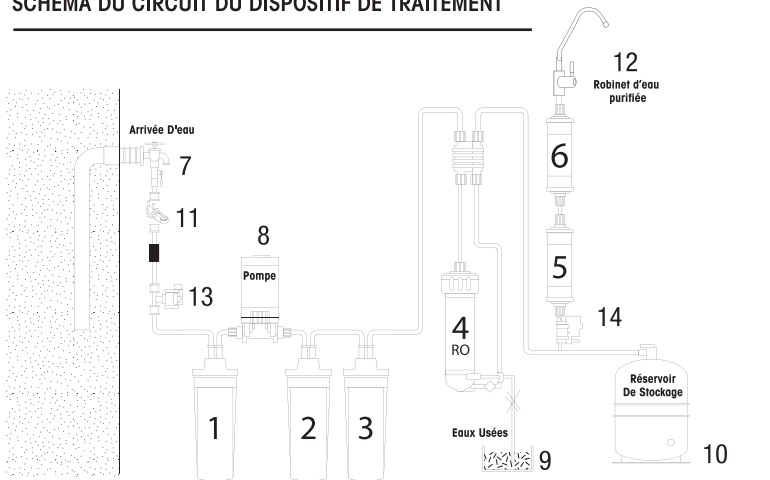 SCHÉMA DU CIRCUIT DU DISPOSITIF DE TRAITEMENT
12
Robinet d'eau
purifiée
Arrivée D'eau
7
6
11
8
Pompe
5
13
14
4
RO
Réservoir
De Stockage
1
2
3
Eaux Usées
9
10